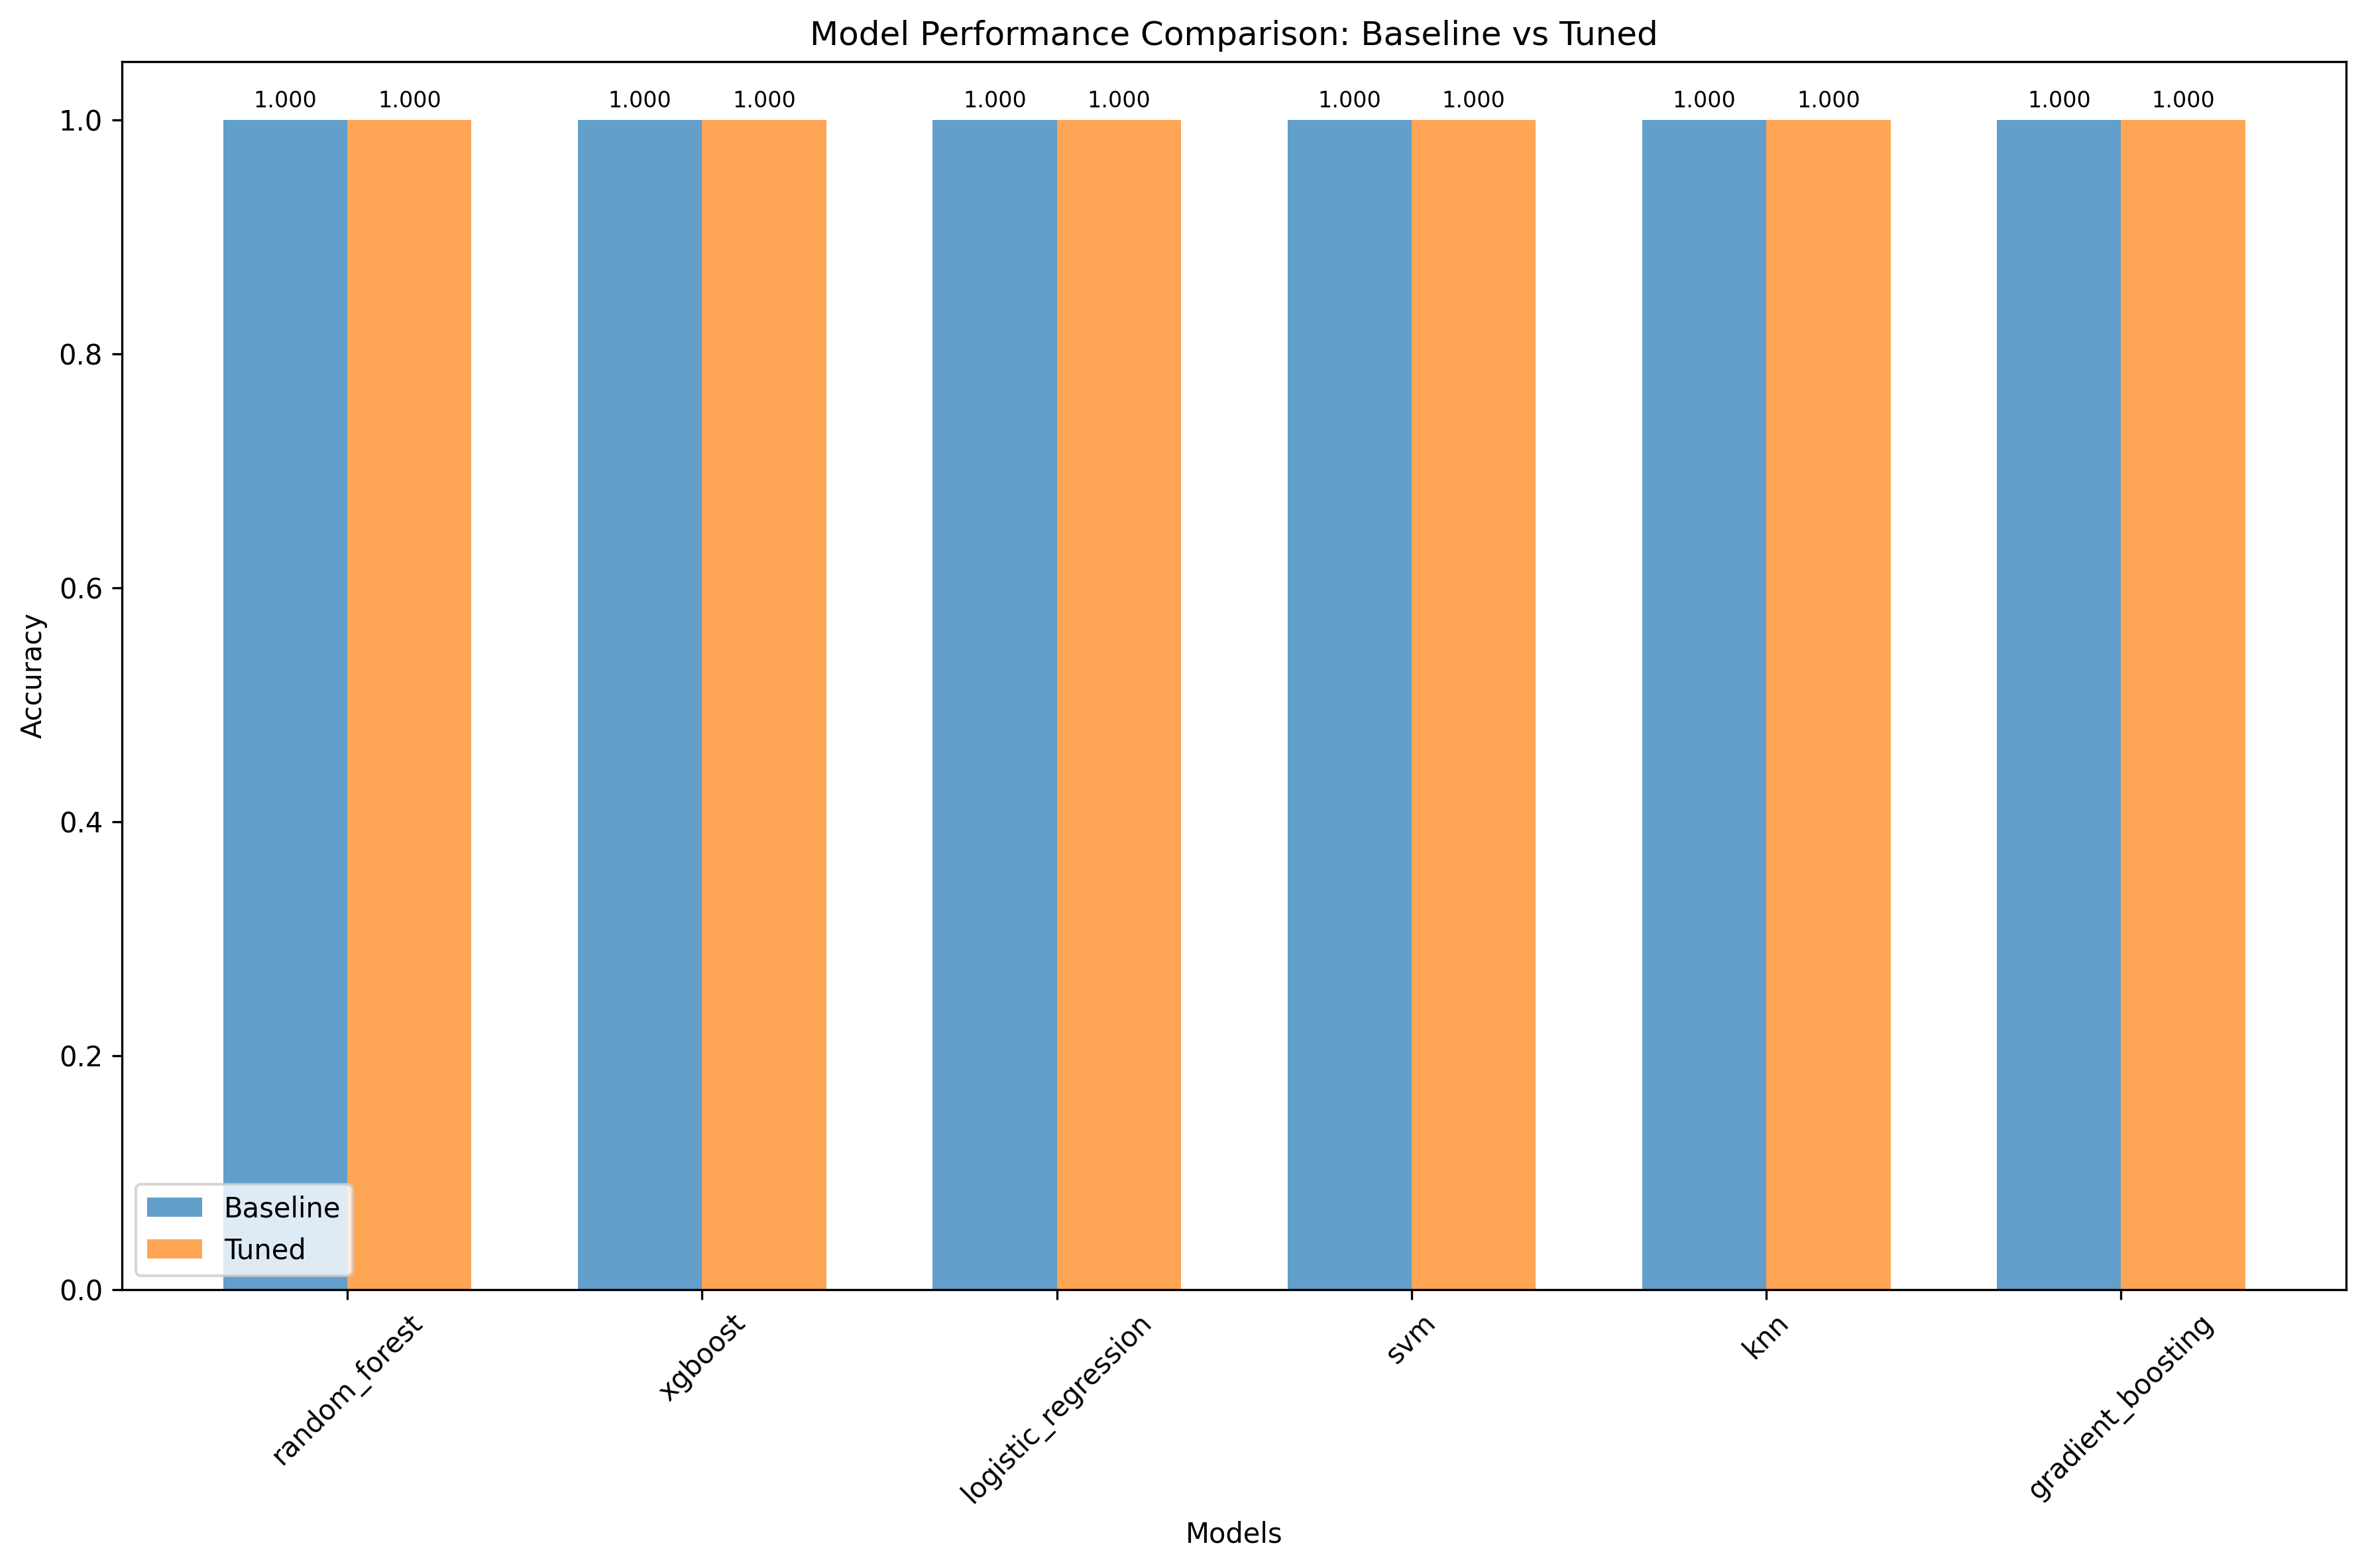 Model Performance Comparison: Baseline vs Tuned
1.000 1.000 1.000 1.000 1.000 1.000 1.000 1.000 1.000 1.000 1.000 1.000
1.0
0.8
0.6
0.4
0.2
0.0
Accuracy
Baseline
Tuned
random_forest xgboost logistic_regression svm knn gradient_boosting
Models